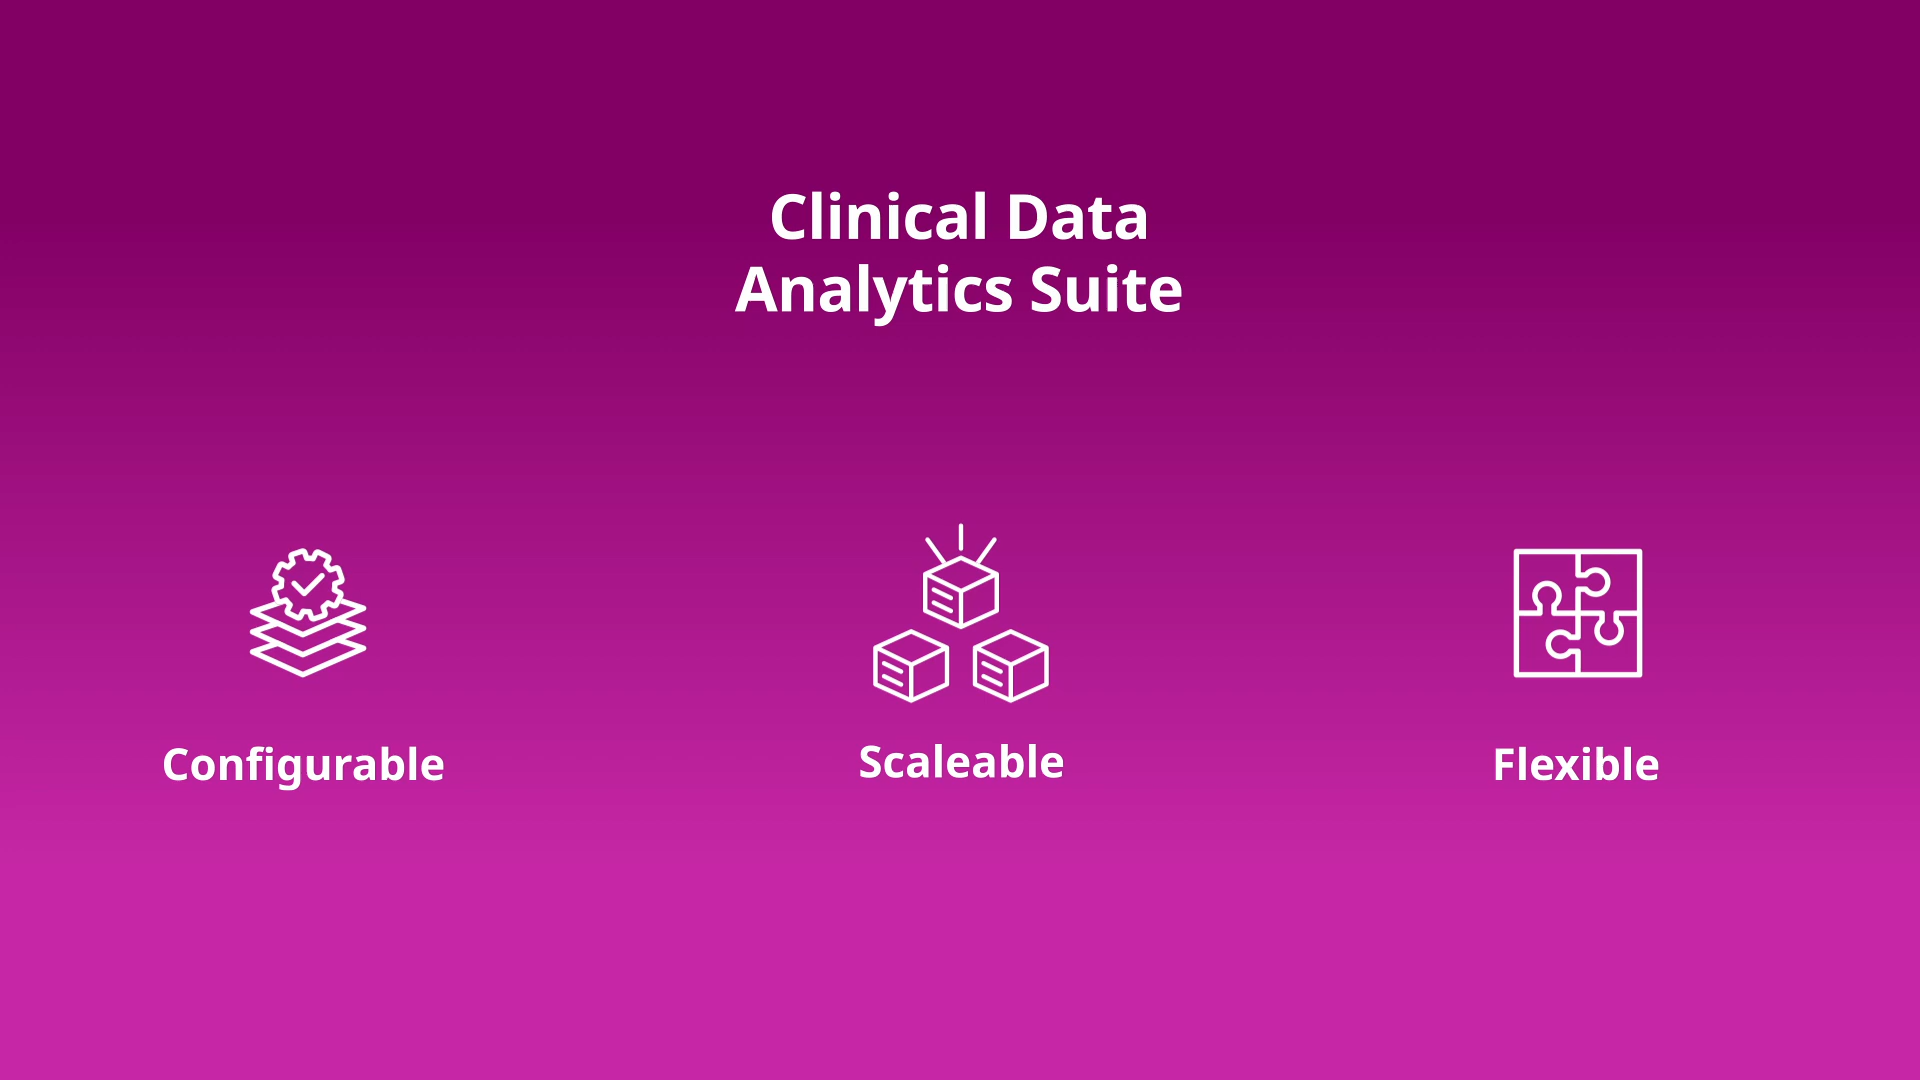 Clinical Data
Analytics Suite
Configurable
Scaleable
Flexible